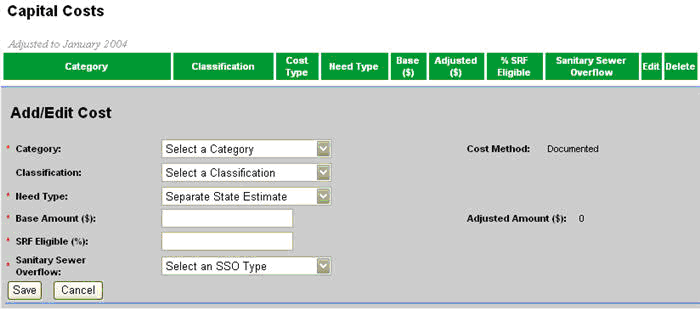 Capital Costs
Adjusted to January 2004
Category Classification Cost Type Need Type Base ($) Adjusted ($) % SRF Eligible Sanitary Sewer Overflow Edit Delete
Add/Edit Cost
* Category: Select a Category Cost Method: Documented
Classification: Select a Classification
* Need Type: Separate State Estimate
* Base Amount ($): Adjusted Amount ($): 0
* SRF Eligible (%):
* Sanitary Sewer Overflow: Select an SSO Type
Save Cancel